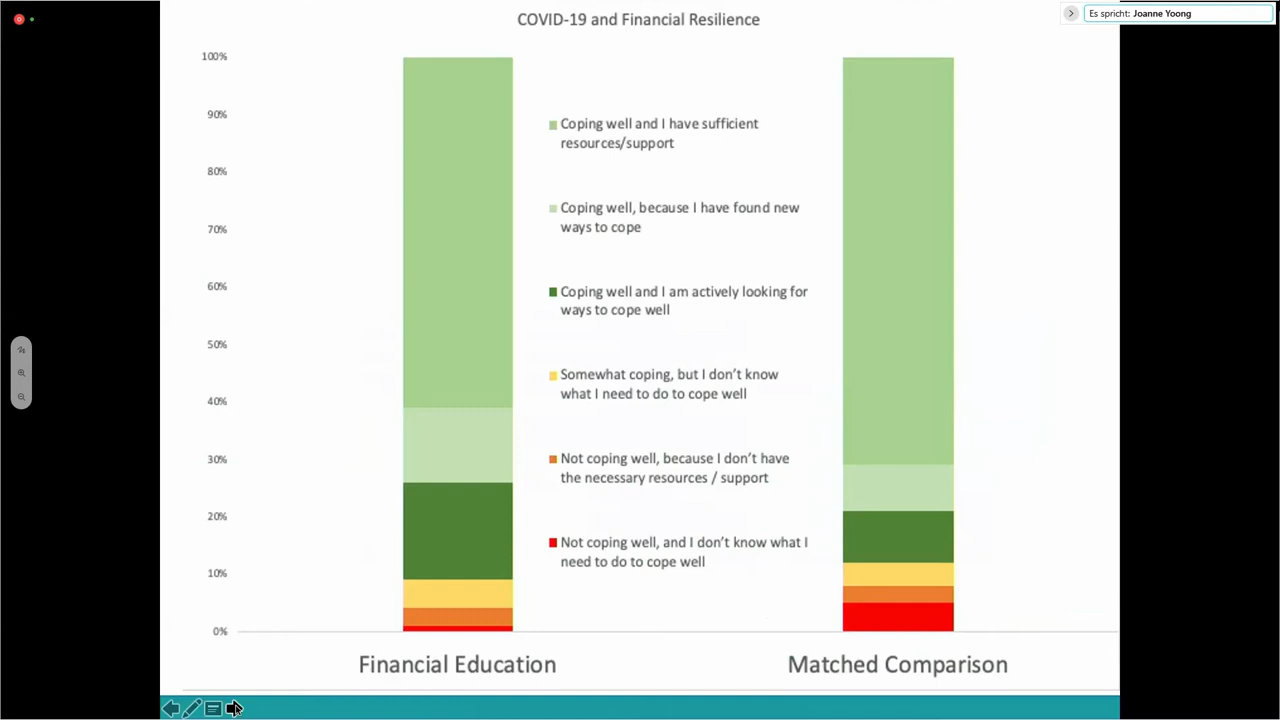 COVID-19 and Financial Resilience
Es spricht: Joanne Yoong
100%
90%
80%
70%
60%
50%
40%
30%
20%
10%
0%
Coping well and I have sufficient
resources/support
Coping well, because I have found new
ways to cope
Coping well and I am actively looking for
ways to cope well
Somewhat coping, but I don't know
what I need to do to cope well
Not coping well, because I don't have
the necessary resources / support
Not coping well, and I don't know what I
need to do to cope well
Financial Education
Matched Comparison